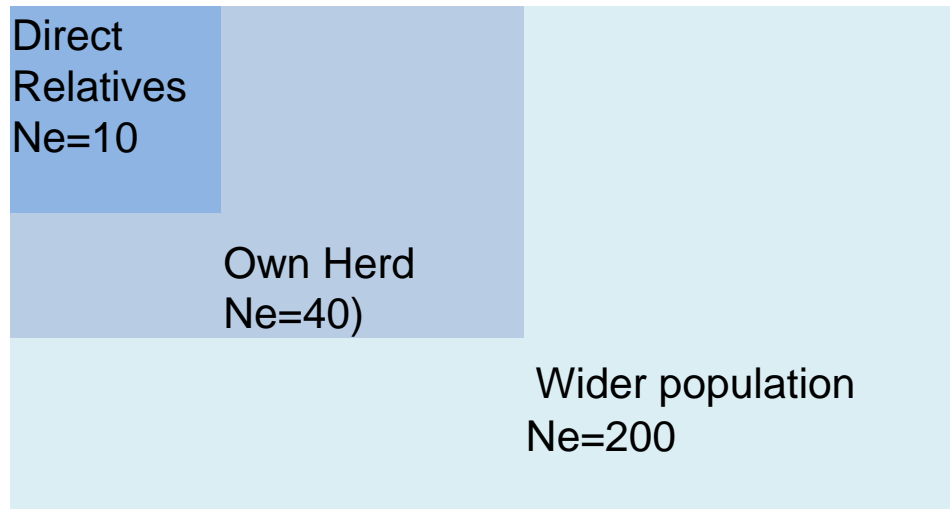 Direct
Relatives
Ne=10
Own Herd
Ne=40)
Wider population
Ne=200